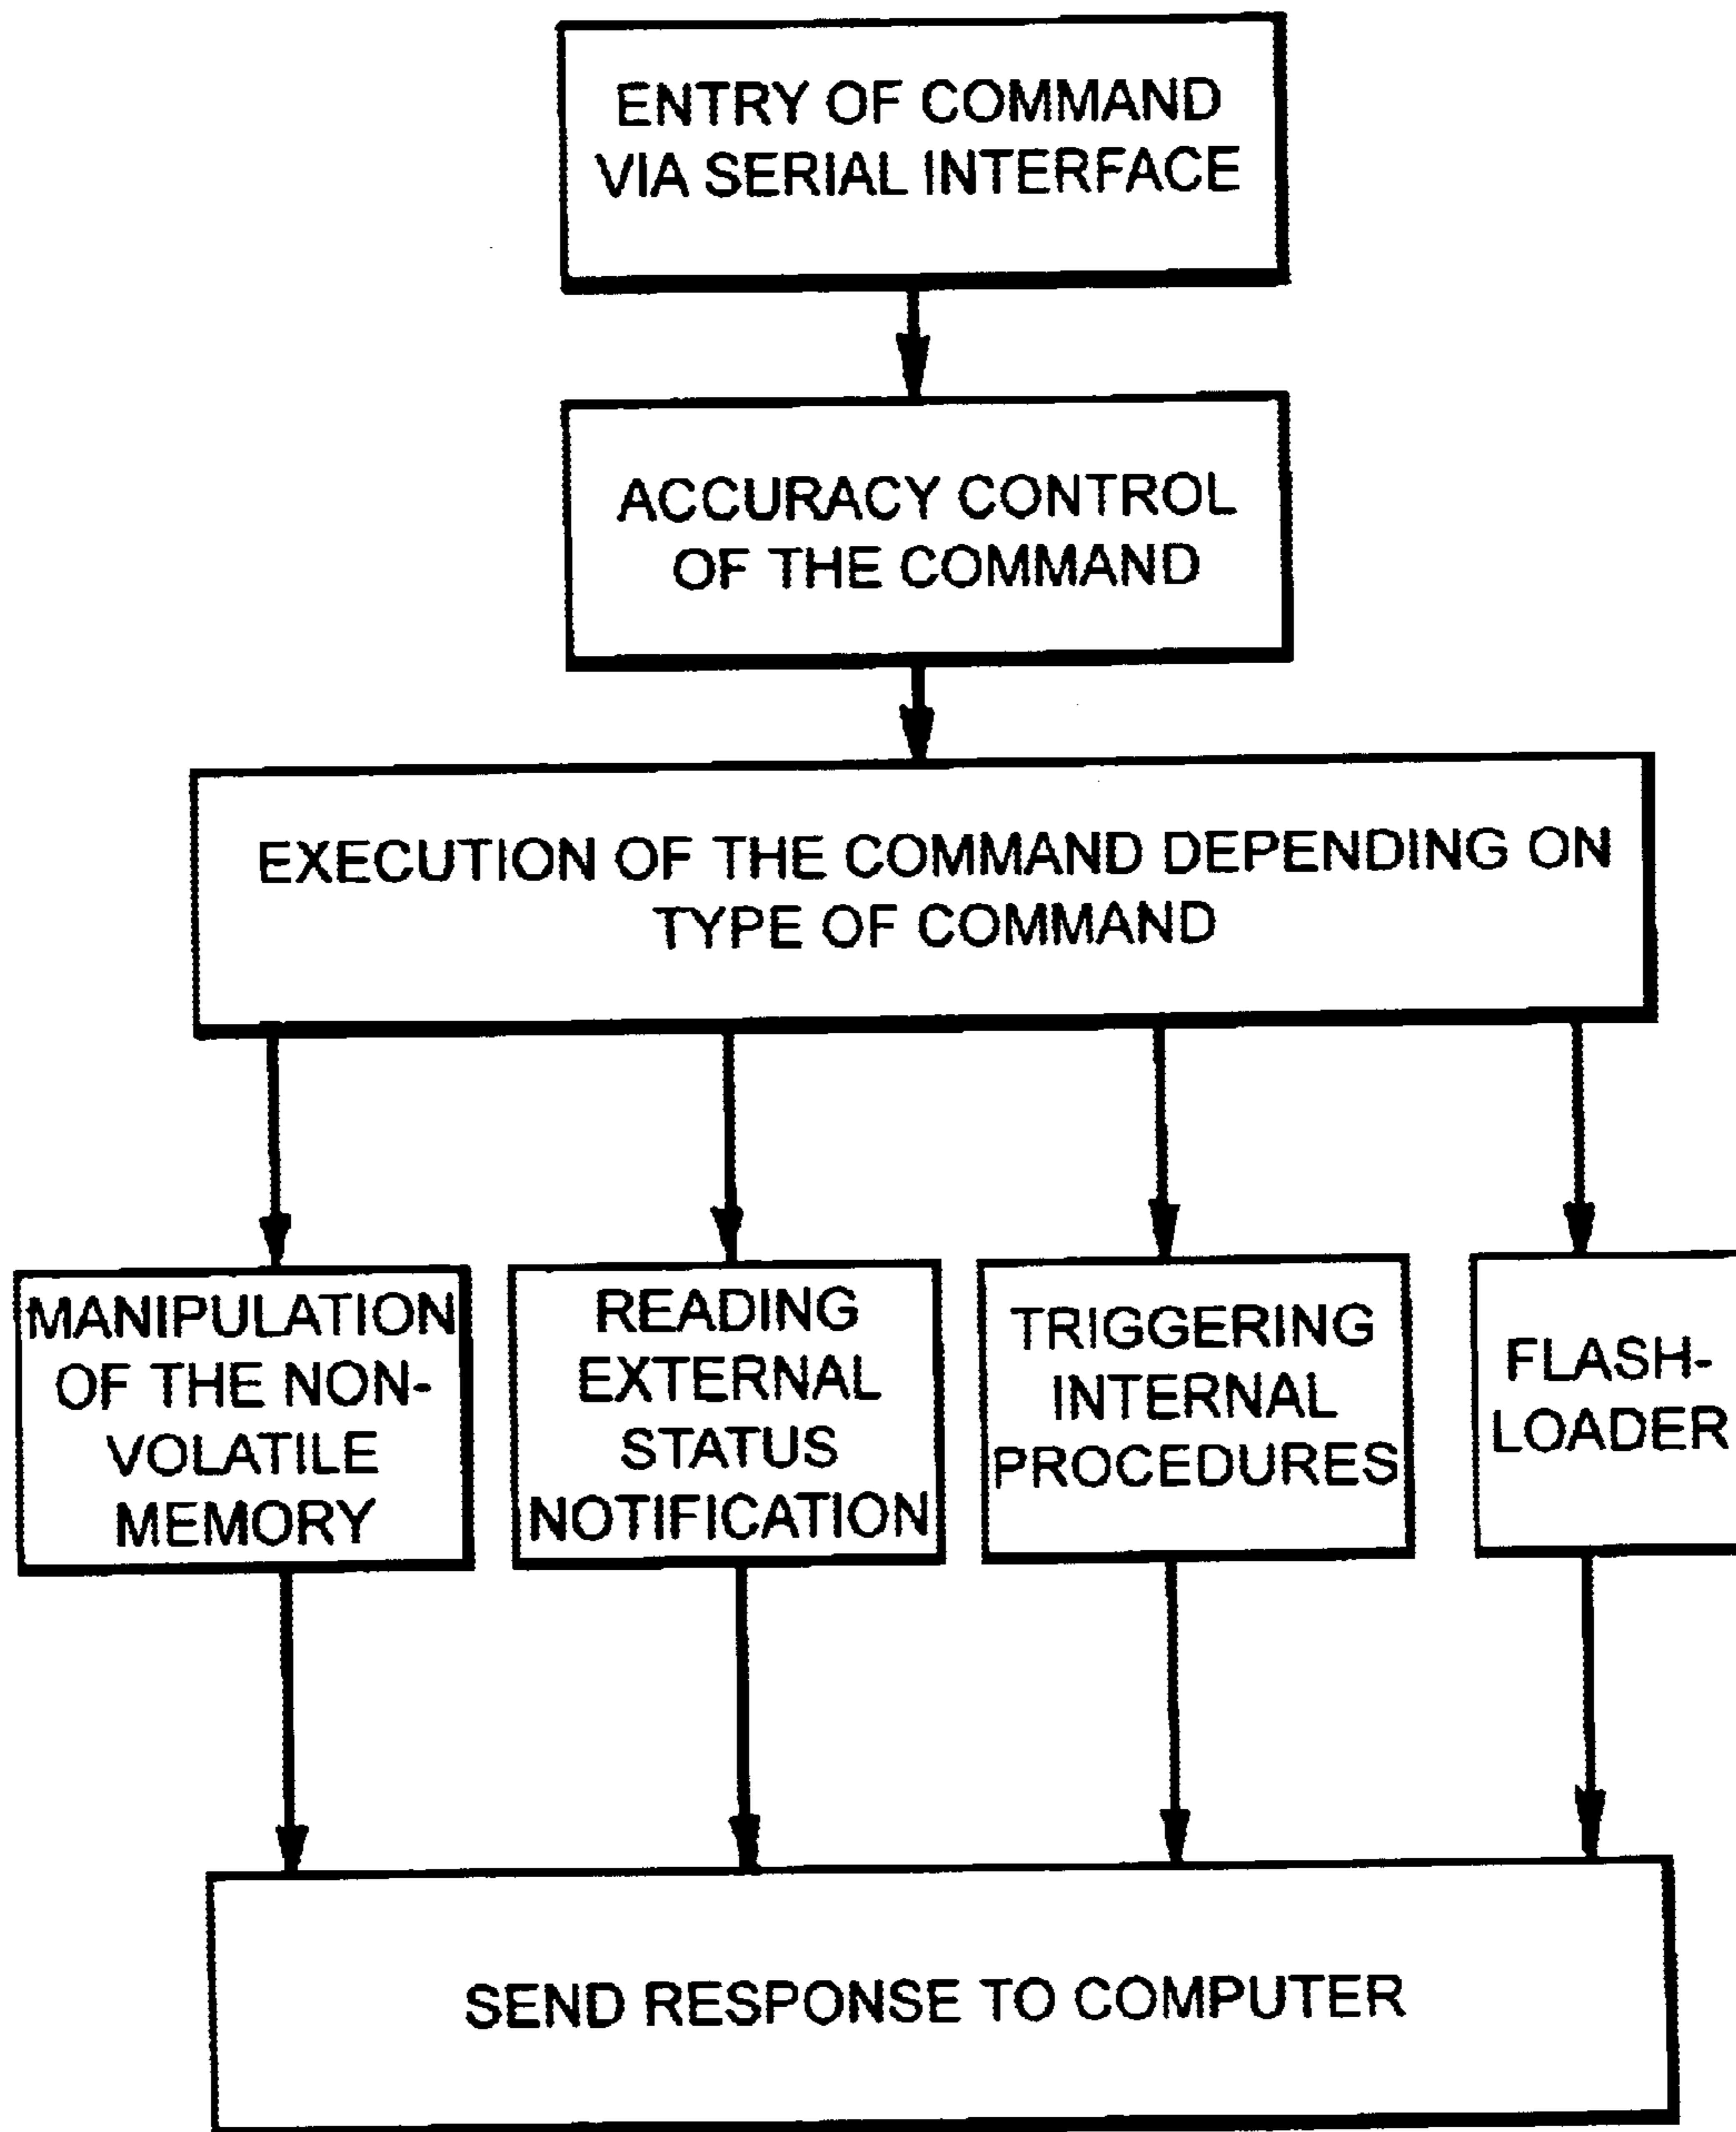 ENTRY OF COMMAND
VIA SERIAL INTERFACE
ACCURACY CONTROL
OF THE COMMAND
EXECUTION OF THE COMMAND DEPENDING ON
TYPE OF COMMAND
MANIPULATION
OF THE NON-
VOLATILE
MEMORY
READING
EXTERNAL
STATUS
NOTIFICATION
TRIGGERING
INTERNAL
PROCEDURES
FLASH-
LOADER
SEND RESPONSE TO COMPUTER